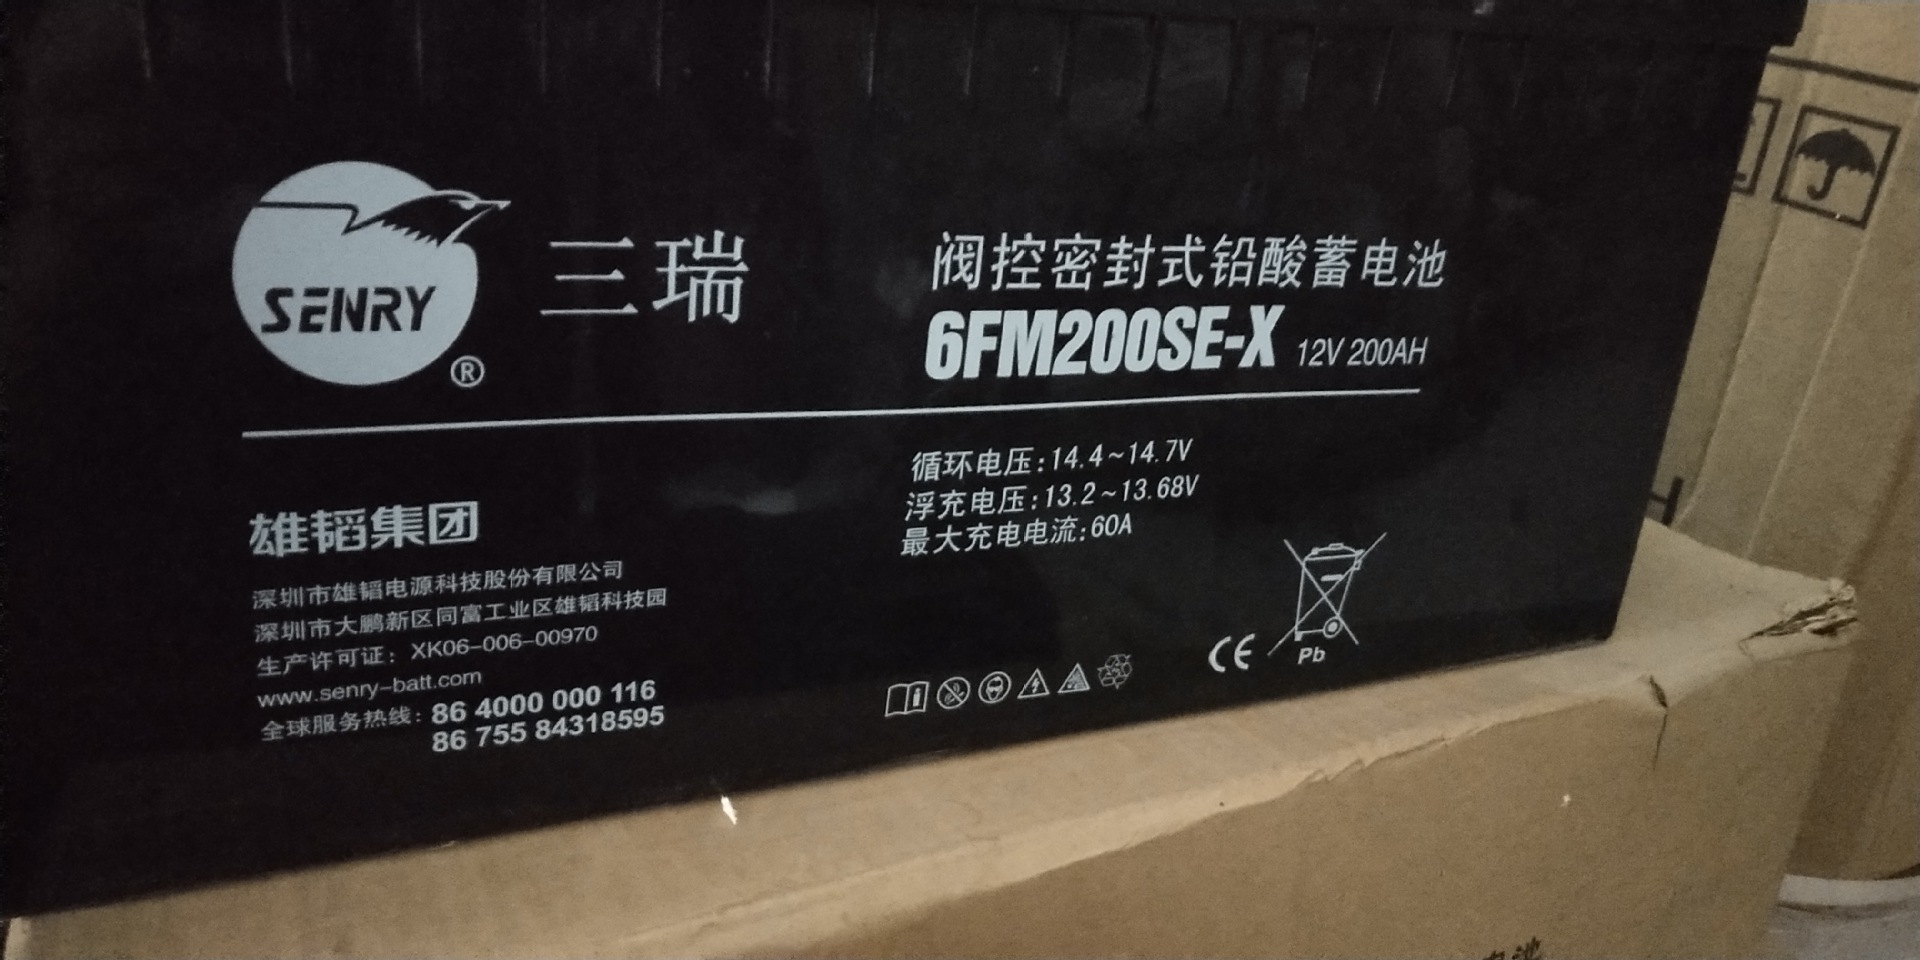 SENRY
®
三瑞
阀控密封式铅酸蓄电池
6FM200SE-X 12V 200AH
循环电压:14.4~14.7V
浮充电压:13.2~13.68V
最大充电电流:60A
雄韬集团
深圳市雄韬电源科技股份有限公司
深圳市大鹏新区同富工业区雄韬科技园
生产许可证：XK06-006-00970
www.senry-batt.com
全球服务热线：86 4000 000 116
86 755 84318595
CE
Pb